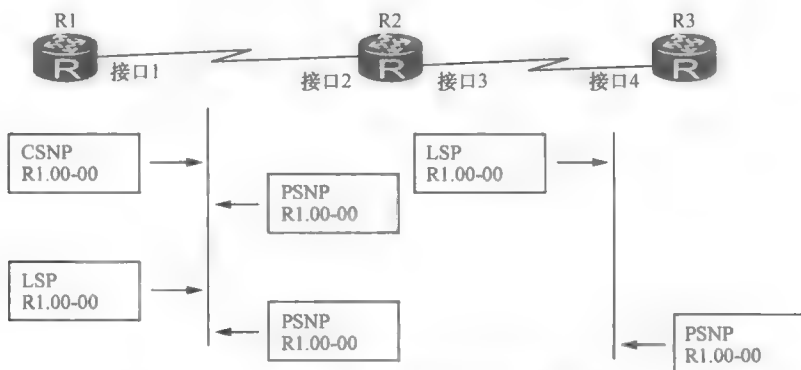 R1
R2
R3
R
R
R
接口1
接口2
接口3
接口4
CSNP
R1.00-00
LSP
R1.00-00
PSNP
R1.00-00
LSP
R1.00-00
PSNP
R1.00-00
PSNP
R1.00-00